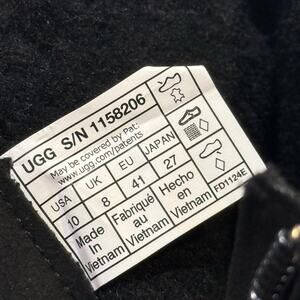 UGG S/N 1158206
May be covered by Pat:
www.ugg.com/patents
USA UK EU JAPAN
10 8 41 27
Made In Vietnam
Fabriqué au Vietnam
Hecho en Vietnam
FD1124E